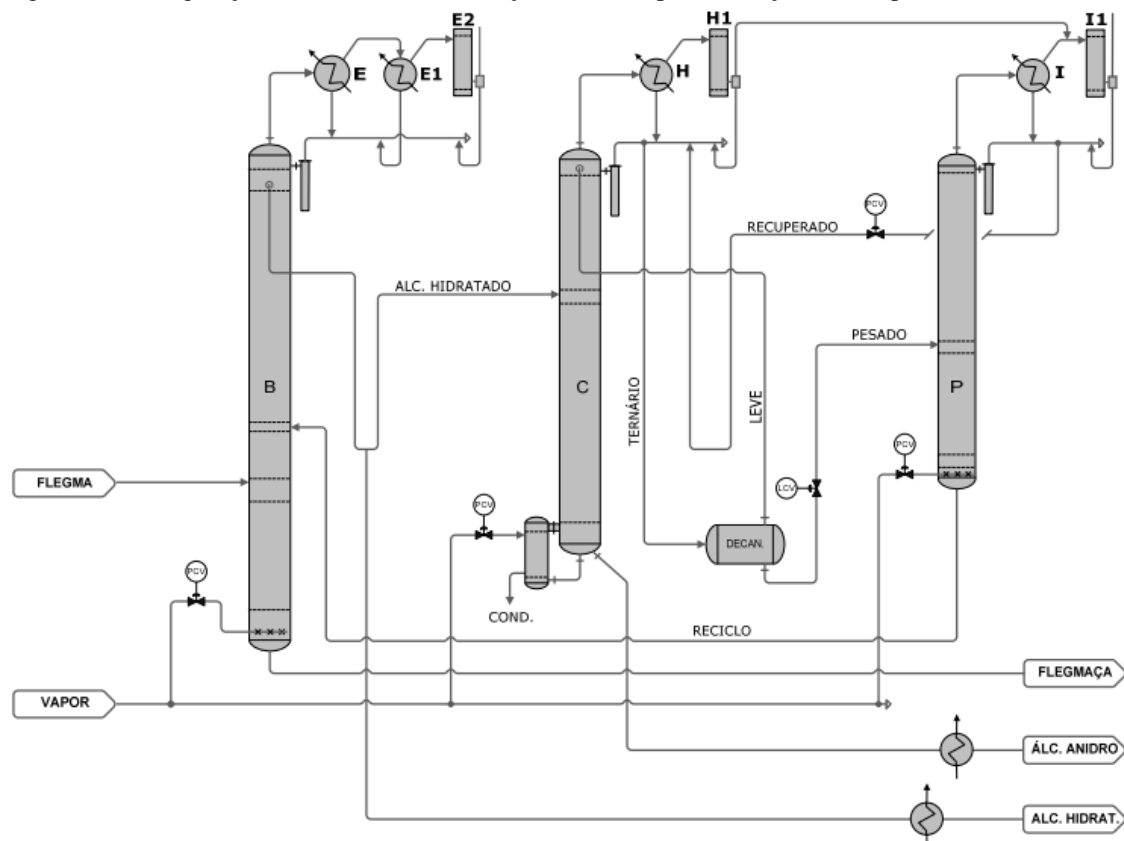 E2
H1
I1
E
E1
H
I
PCV
RECUPERADO
ALC. HIDRATADO
PESADO
B
C
P
TERNÁRIO
LEVE
PCV
FLEGMA
LCV
PCV
DECAN.
PCV
COND.
RECICLO
FLEGMAÇA
VAPOR
ÁLC. ANIDRO
ALC. HIDRAT.